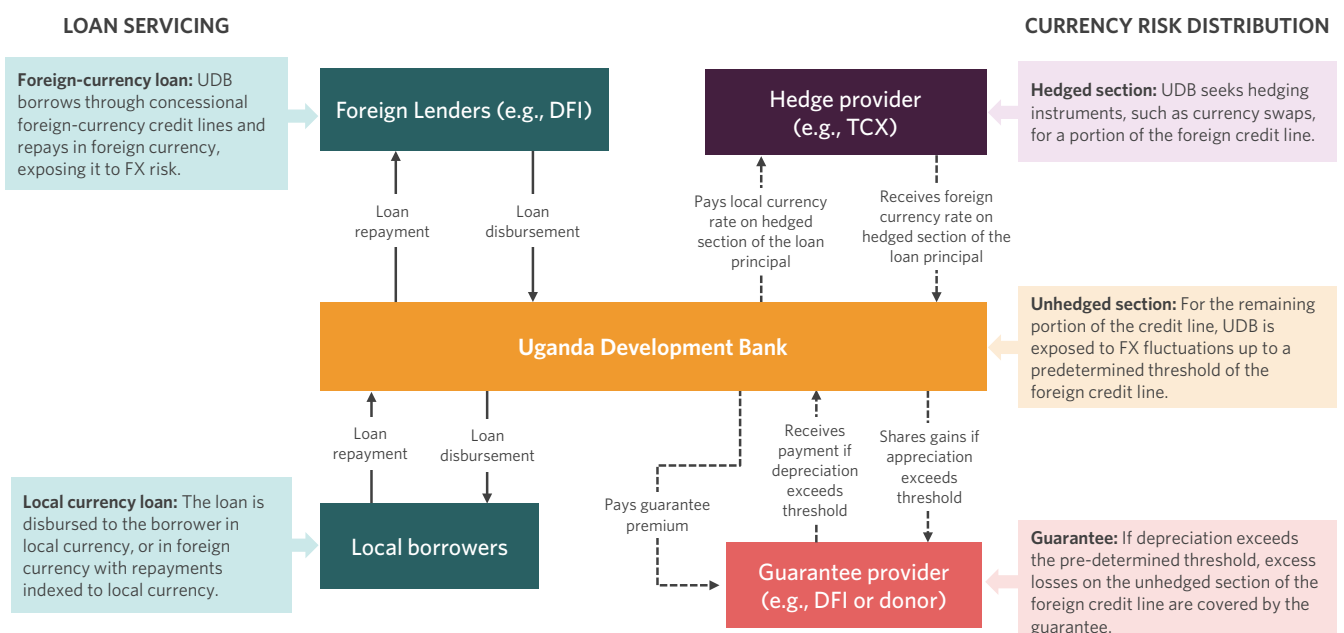 LOAN SERVICING
CURRENCY RISK DISTRIBUTION
Foreign-currency loan: UDB
borrows through concessional
foreign-currency credit lines and
repays in foreign currency,
exposing it to FX risk.
Foreign Lenders (e.g., DFI)
Hedge provider
(e.g., TCX)
Hedged section: UDB seeks hedging
instruments, such as currency swaps,
for a portion of the foreign credit line.
Loan
repayment
Loan
disbursement
Pays local currency
rate on hedged
section of the loan
principal
Receives foreign
currency rate on
hedged section of the
loan principal
Uganda Development Bank
Unhedged section: For the remaining
portion of the credit line, UDB is
exposed to FX fluctuations up to a
predetermined threshold of the
foreign credit line.
Loan
repayment
Loan
disbursement
Pays guarantee
premium
Receives
payment if
depreciation
exceeds
threshold
Shares gains if
appreciation
exceeds
threshold
Local currency loan: The loan is
disbursed to the borrower in
local currency, or in foreign
currency with repayments
indexed to local currency.
Local borrowers
Guarantee provider
(e.g., DFI or donor)
Guarantee: If depreciation exceeds
the pre-determined threshold, excess
losses on the unhedged section of the
foreign credit line are covered by the
guarantee.